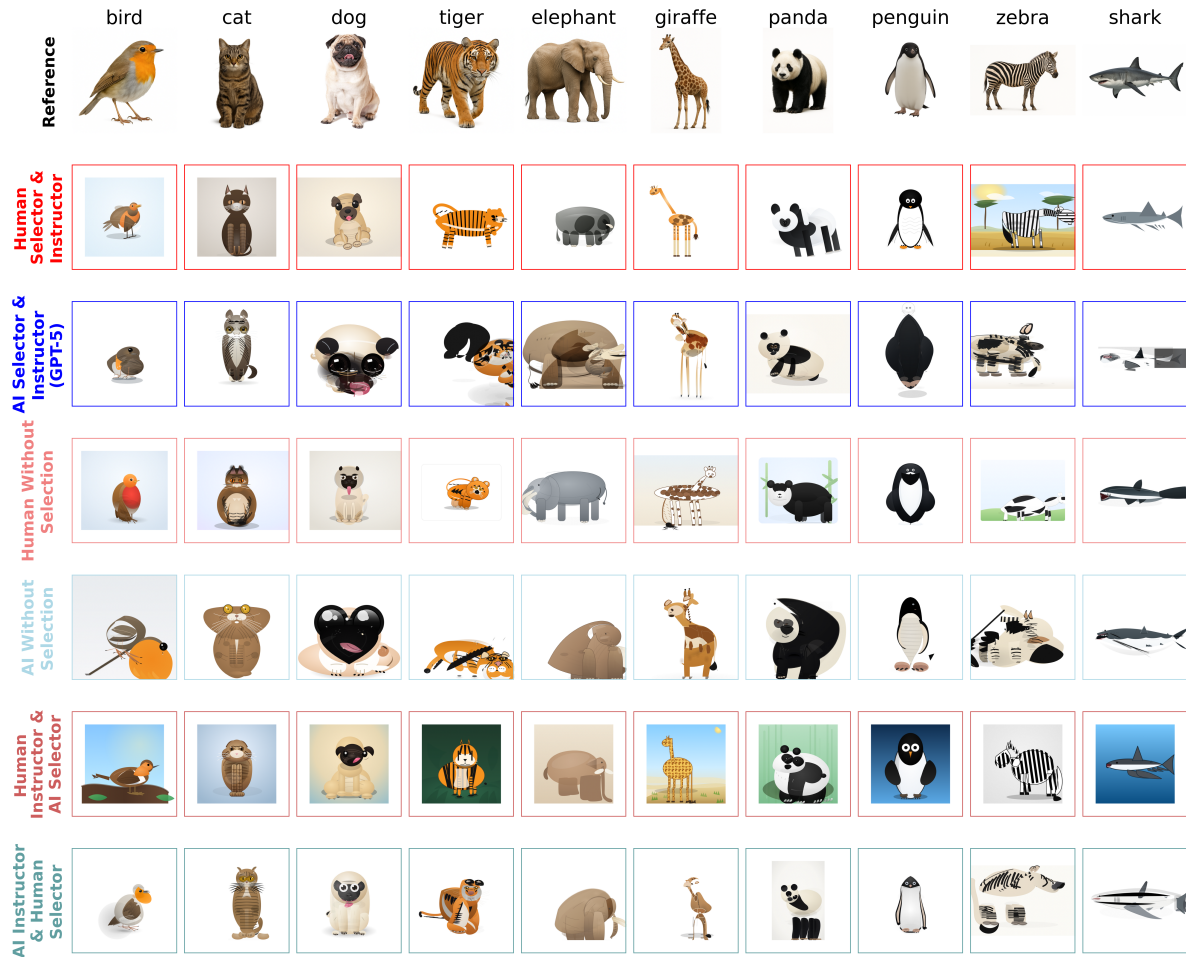 bird cat dog tiger elephant giraffe panda penguin zebra shark
Reference
Human
Selector &
Instructor
AI Selector &
Instructor
(GPT-5)
Human Without
Selection
AI Without
Selection
Human
Instructor &
AI Selector
AI Instructor
& Human
Selector